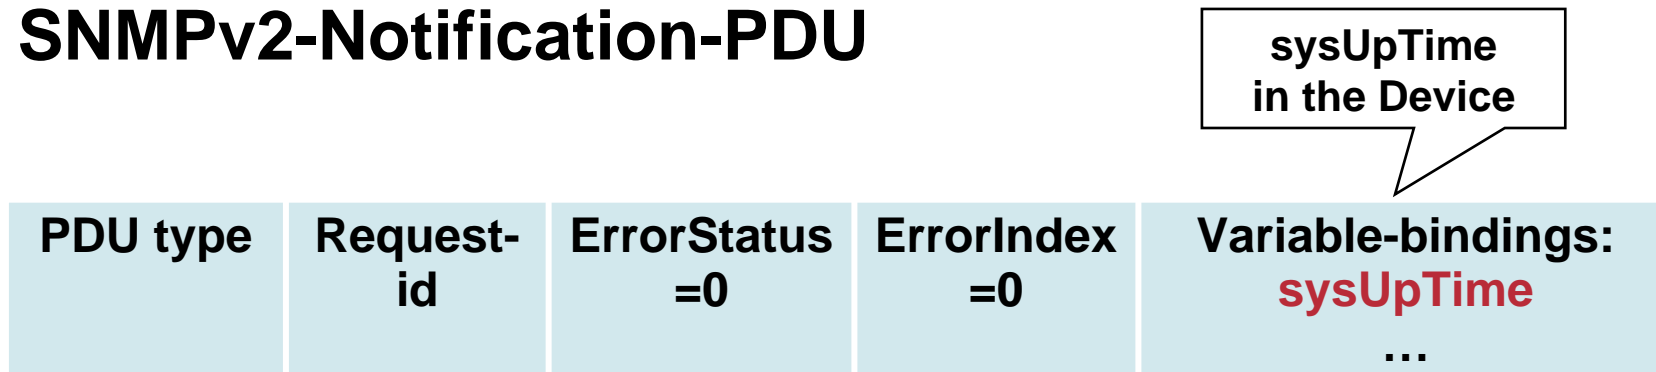 SNMPv2-Notification-PDU
sysUpTime
in the Device
PDU type
Request-
id
ErrorStatus
=0
ErrorIndex
=0
Variable-bindings:
sysUpTime
…